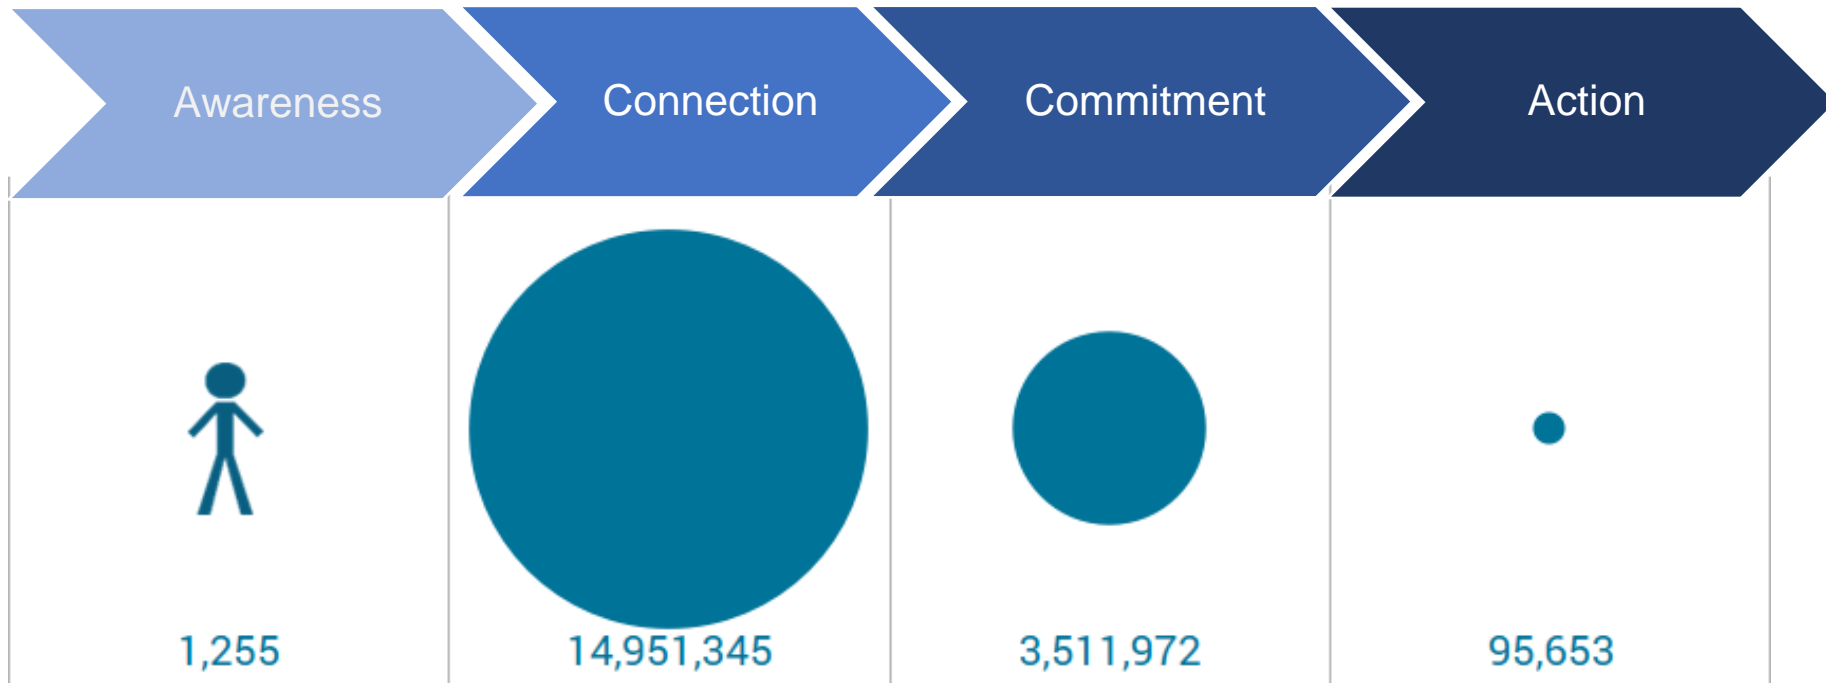 Awareness
Connection
Commitment
Action
1,255
14,951,345
3,511,972
95,653